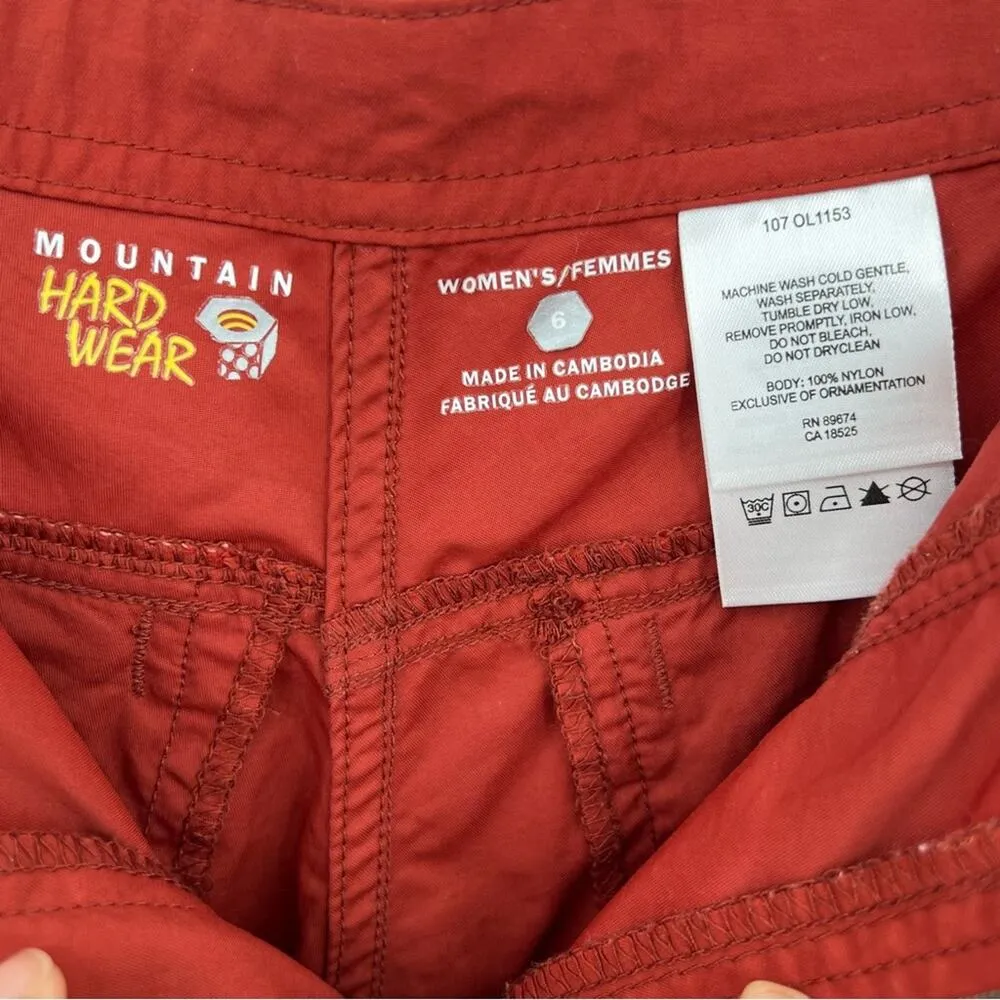 MOUNTAIN
HARD
WEAR
WOMEN'S/FEMMES
6
MADE IN CAMBODIA
FABRIQUÉ AU CAMBODGE
107 OL1153
MACHINE WASH COLD GENTLE,
WASH SEPARATELY,
TUMBLE DRY LOW,
REMOVE PROMPTLY, IRON LOW,
DO NOT BLEACH,
DO NOT DRYCLEAN
BODY: 100% NYLON
EXCLUSIVE OF ORNAMENTATION
RN 89674
CA 18525
30C